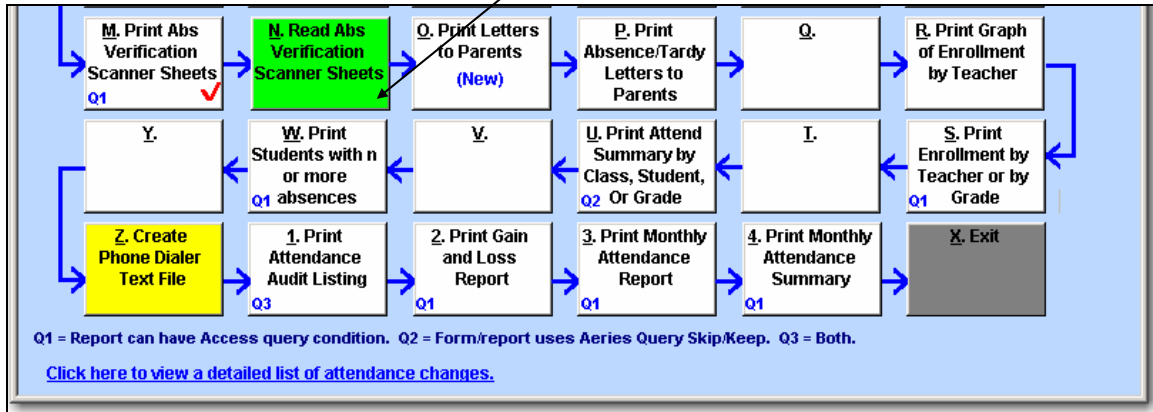 M. Print Abs
Verification
Scanner Sheets
Q1
N. Read Abs
Verification
Scanner Sheets
O. Print Letters
to Parents
(New)
P. Print
Absence/Tardy
Letters to
Parents
Q.
R. Print Graph
of Enrollment
by Teacher
Y.
W. Print
Students with n
or more
Q1 absences
V.
U. Print Attend
Summary by
Class, Student,
Q2 Or Grade
T.
S. Print
Enrollment by
Teacher or by
Q1 Grade
Z. Create
Phone Dialer
Text File
1. Print
Attendance
Audit Listing
Q3
2. Print Gain
and Loss
Report
Q1
3. Print Monthly
Attendance
Report
Q1
4. Print Monthly
Attendance
Summary
Q1
X. Exit
Q1 = Report can have Access query condition. Q2 = Form/report uses Aeries Query Skip/Keep. Q3 = Both.
Click here to view a detailed list of attendance changes.